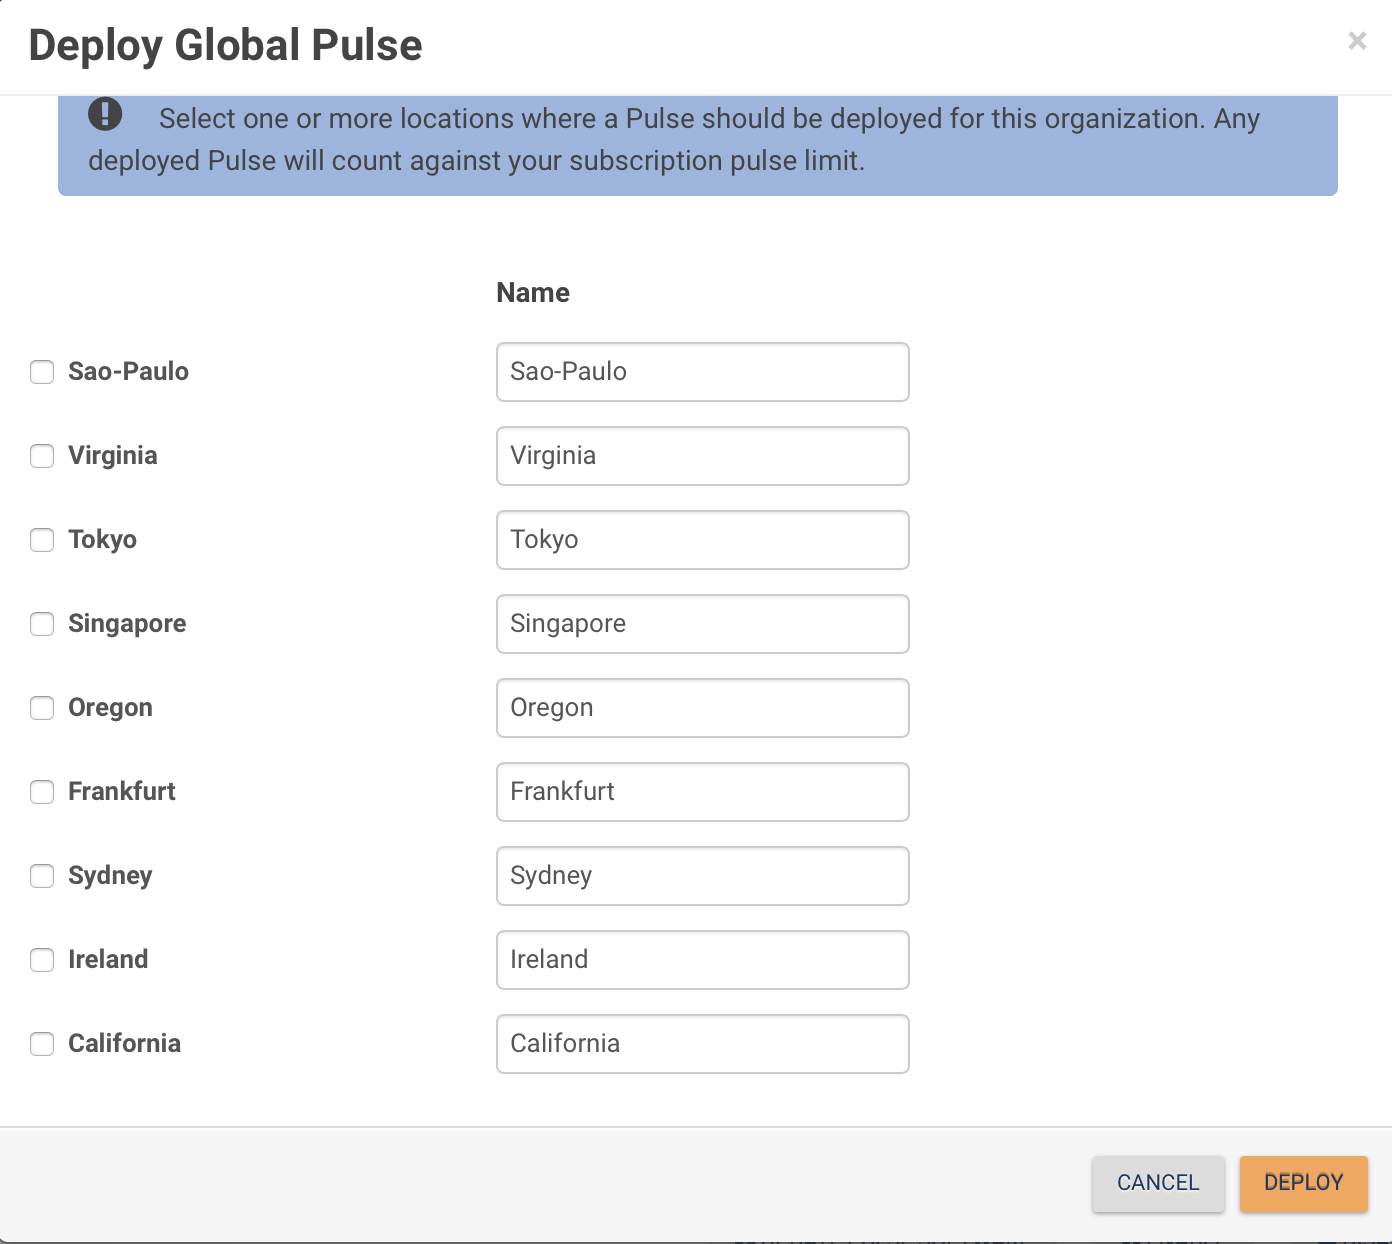 Deploy Global Pulse
×
Select one or more locations where a Pulse should be deployed for this organization. Any
deployed Pulse will count against your subscription pulse limit.
Name
Sao-Paulo Sao-Paulo
Virginia Virginia
Tokyo Tokyo
Singapore Singapore
Oregon Oregon
Frankfurt Frankfurt
Sydney Sydney
Ireland Ireland
California California
CANCEL DEPLOY